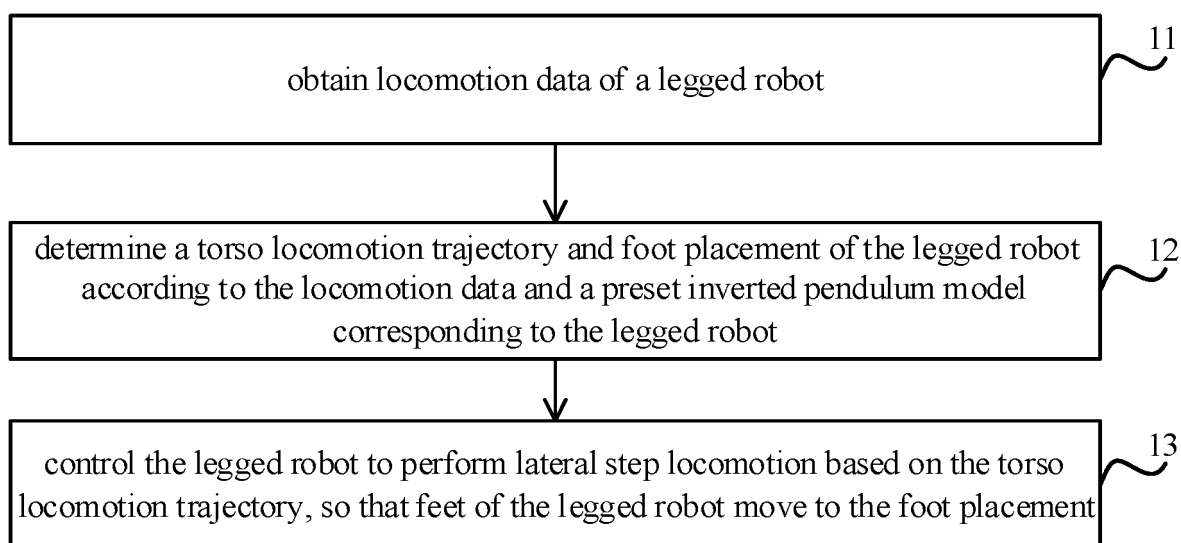 11
obtain locomotion data of a legged robot
12
determine a torso locomotion trajectory and foot placement of the legged robot
according to the locomotion data and a preset inverted pendulum model
corresponding to the legged robot
13
control the legged robot to perform lateral step locomotion based on the torso
locomotion trajectory, so that feet of the legged robot move to the foot placement